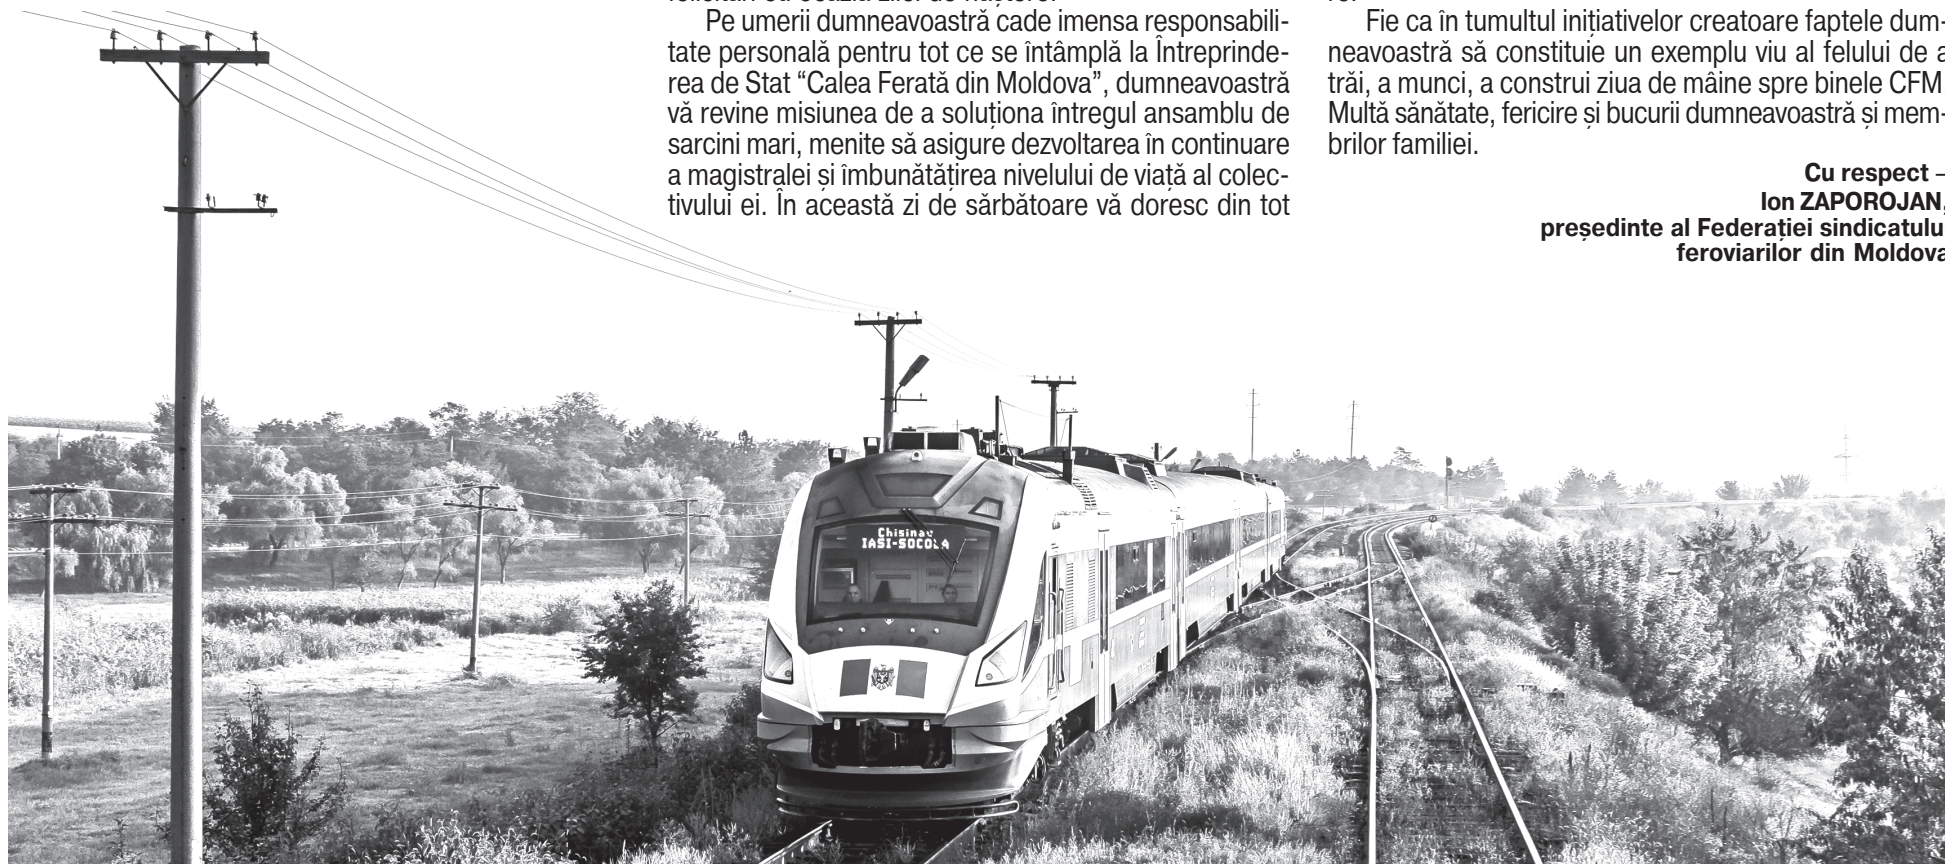 Pe umerii dumneavoastră cade imensa responsabili-
tate personală pentru tot ce se întâmplă la Întreprinde-
rea de Stat “Calea Ferată din Moldova”, dumneavoastră
vă revine misiunea de a soluționa întregul ansamblu de
sarcini mari, menite să asigure dezvoltarea în continuare
a magistralei și îmbunătățirea nivelului de viață al colec-
tivului ei. În această zi de sărbătoare vă doresc din tot
Fie ca în tumultul inițiativelor creatoare faptele dum-
neavoastră să constituie un exemplu viu al felului de a
trăi, a munci, a construi ziua de mâine spre binele CFM
Multă sănătate, fericire și bucurii dumneavoastră și mem-
brilor familiei.
Cu respect –
Ion ZAPOROJAN,
președinte al Federației sindicatului
feroviarilor din Moldova
Chisinau
IASI-SOCOLA